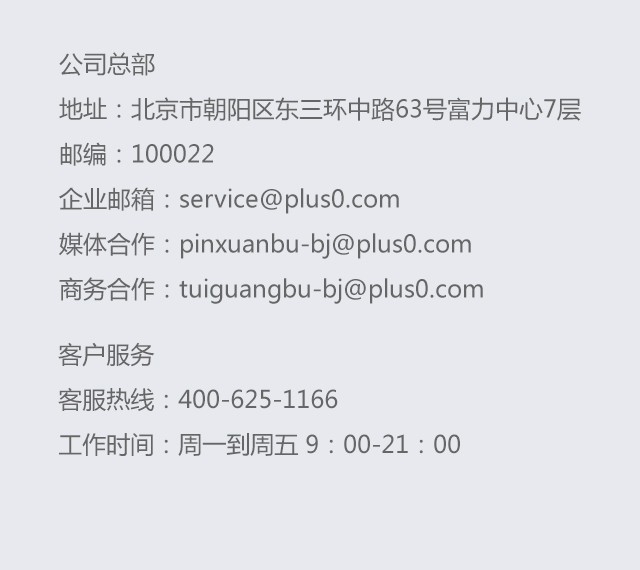 公司总部
地址：北京市朝阳区东三环中路63号富力中心7层
邮编：100022
企业邮箱：service@plus0.com
媒体合作：pinxuanbu-bj@plus0.com
商务合作：tuiguangbu-bj@plus0.com
客户服务
客服热线：400-625-1166
工作时间：周一到周五 9：00-21：00